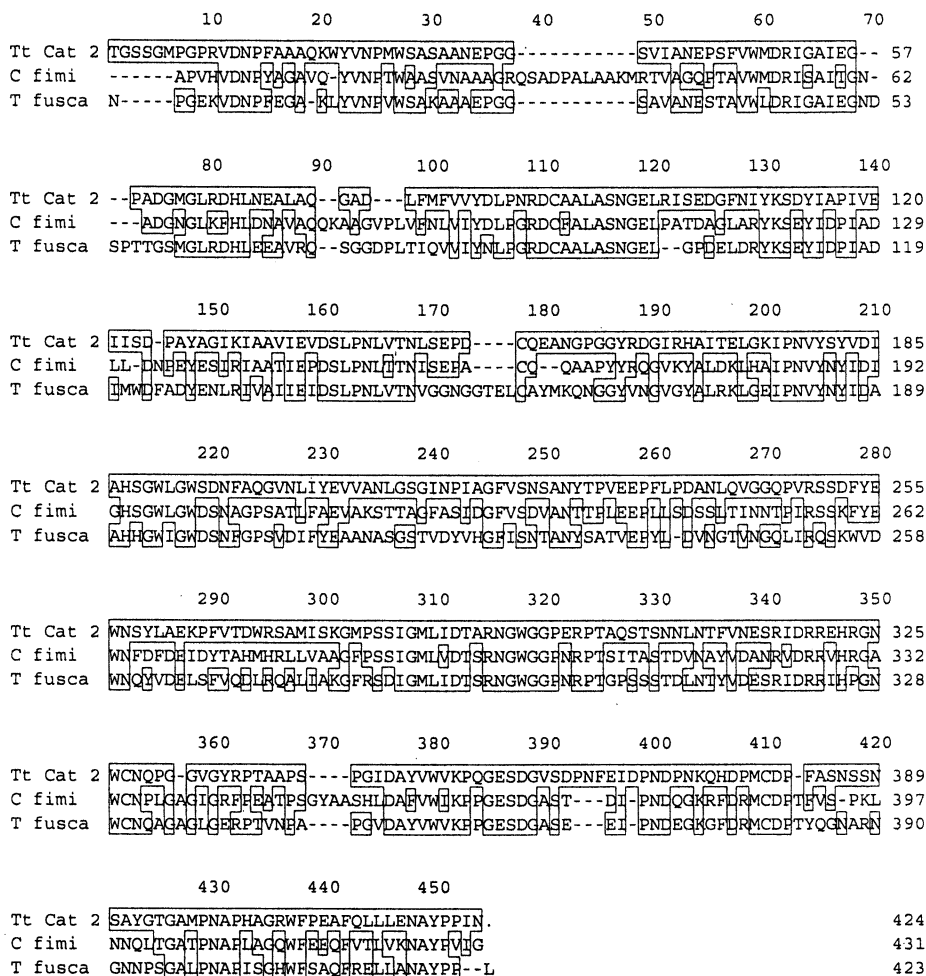 10 20 30 40 50 60 70
Tt Cat 2 TGSSGMPGPRVDNPFAAAQKWYVNPMWSASAANEPGG-----------SVIANEPSFVWMDRIGAIEG-- 57
C fimi ------APVHVDNPYAGAVQ-YVNPTWAASVNAAAGRQSADPALAAKMRTVAGQPTAVWMDRISAITGN- 62
T fusca N-----PGEKVDNPFEGA-KLYVNPVWSAKAAAEPGG-----------SAVANESTAVWLDRIGAIEGND 53
80 90 100 110 120 130 140
Tt Cat 2 --PADGMGLRDHLNEALAQ--GAD---LFMFVVYDLPNRDCAALASNGELRISEDGFNIYKSDYIAPIVE 120
C fimi ---ADGNGLKFHLDNAVAQQKAAGVPLVFNLVIYDLPGRDCFALASNGELPATDAGLARYKSEYIDPIAD 129
T fusca SPTTGSMGLRDHLEEAVRQ--SGGDPLTIQVVIYNLPGRDCAALASNGEL--GPDELDRYKSEYIDPIAD 119
150 160 170 180 190 200 210
Tt Cat 2 IISD-PAYAGIKIAAVIEVDSLPNLVTNLSEPD----CQEANGPGGYRDGIRHAITELGKIPNVYSYVDI 185
C fimi LL-DNPEYESIRIAATIEPDSLPNLITNISEPA----CQ--QAAPYYRQGVKYALDKLHAIPNVYNYIDI 192
T fusca IMWDFADYENLRIVAIIEIDSLPNLVTNVGGNGGTELCAYMKQNGGYVNGVGYALRKLGEIPNVYNYIDA 189
220 230 240 250 260 270 280
Tt Cat 2 AHSGWLGWSDNFAQGVNLIYEVVANLGSGINPIAGFVSNSANYTPVEEPFLPDANLQVGGQPVRSSDFYE 255
C fimi GHSGWLGWDSNAGPSATLFAEVAKSTTAGFASIDGFVSDVANTTPLEEPLLSDSSLTINNTPIRSSKFYE 262
T fusca AHHGWIGWDSNFGPSVDIFYEAANASGSTVDYVHGFISNTANYSATVEPYL-DVNGTVNGQLIRQSKWVD 258
290 300 310 320 330 340 350
Tt Cat 2 WNSYLAEKPFVTDWRSAMISKGMPSSIGMLIDTARNGWGGPERPTAQSTSNNLNTFVNESRIDRREHRGN 325
C fimi WNFDFDEIDYTAHMHRLLVAAGFPSSIGMLVDTSRNGWGGPNRPTSITASTDVNAYVDANRVDRRVHRGA 332
T fusca WNQYVDELSFVQDLRQALIAKGFRSDIGMLIDTSRNGWGGPNRPTGPSSSTDLNTYVDESRIDRRIHPGN 328
360 370 380 390 400 410 420
Tt Cat 2 WCNQPG-GVGYRPTAAPS----PGIDAYVWVKPQGESDGVSDPNFEIDPNDPNKQHDPMCDP-FASNSSN 389
C fimi WCNPLGAGIGRFPEATPSGYAASHLDAFVWIKPPGESDGAST---DI-PNDQGKRFDRMCDPTFVS-PKL 397
T fusca WCNQAGAGLGERPTVNPA----PGVDAYVWVKPPGESDGASE---EI-PNDEGKGFDRMCDPTYQGNARN 390
430 440 450
Tt Cat 2 SAYGTGAMPNAPHAGRWFPEAFQLLLENAYPPIN. 424
C fimi NNQLTGATPNAPLAGQWFEEQFVTLVKNAYPVIG 431
T fusca GNNPSGALPNAPISGHWFSAQFRELLANAYPP--L 423